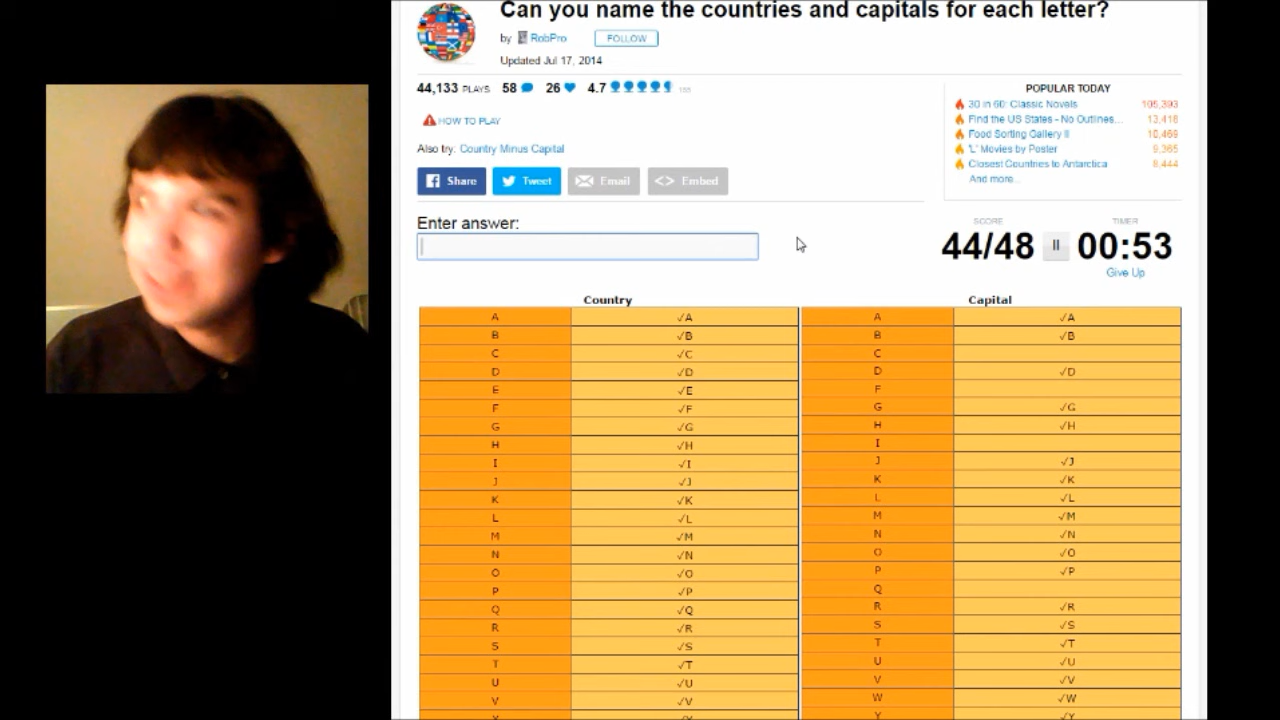 Can you name the countries and capitals for each letter?
by RobPro FOLLOW
Updated Jul 17, 2014
44,133 PLAYS 58 26 4.7
HOW TO PLAY
Also try: Country Minus Capital
Share Tweet Email Embed
POPULAR TODAY
30 in 60: Classic Novels 105,393
Find the US States - No Outlines... 13,418
Food Sorting Gallery II 10,469
'L' Movies by Poster 9,365
Closest Countries to Antarctica 8,444
And more...
Enter answer:
SCORE TIMER
44/48 00:53
Give Up
Country Capital
A √A A √A
B √B B √B
C √C C
D √D D √D
E √E F
F √F G √G
G √G H √H
H √H I
I √I J √J
J √J K √K
K √K L √L
L √L M √M
M √M N √N
N √N O √O
O √O P √P
P √P Q
Q √Q R √R
R √R S √S
S √S T √T
T √T U √U
U √U V √V
V √V W √W
Y √Y